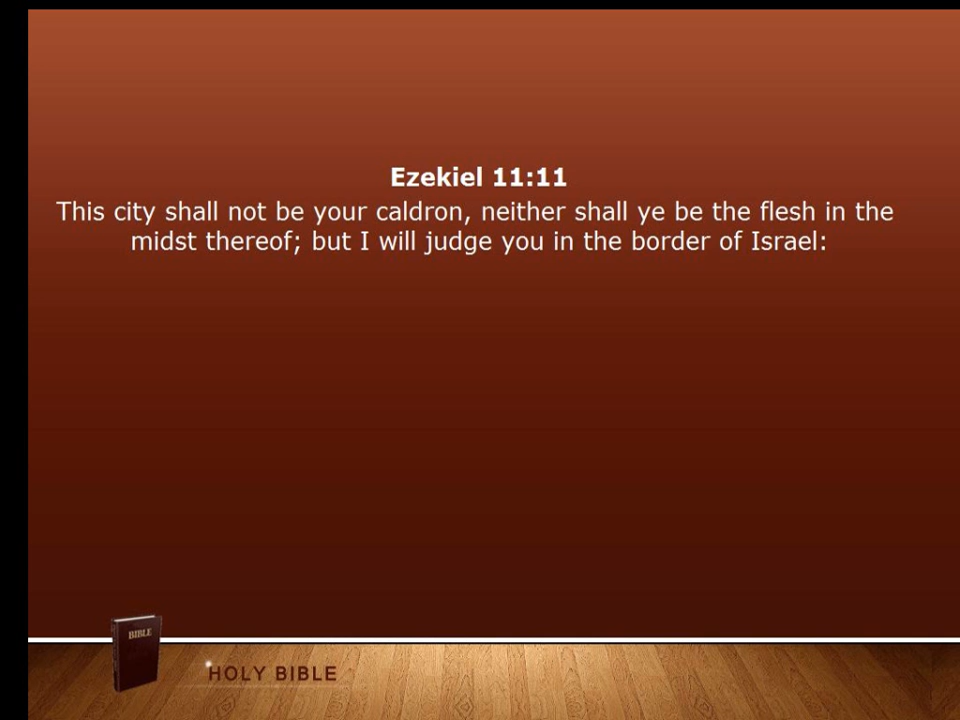 Ezekiel 11:11
This city shall not be your caldron, neither shall ye be the flesh in the
midst thereof; but I will judge you in the border of Israel:
BIBLE
HOLY BIBLE